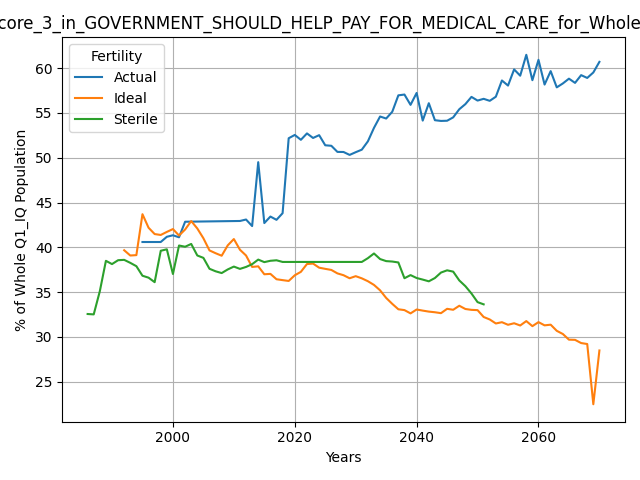 core_3_in_GOVERNMENT_SHOULD_HELP_PAY_FOR_MEDICAL_CARE_for_Whole
Fertility
Actual
Ideal
Sterile
% of Whole Q1_IQ Population
60
55
50
45
40
35
30
25
2000
2020
2040
2060
Years